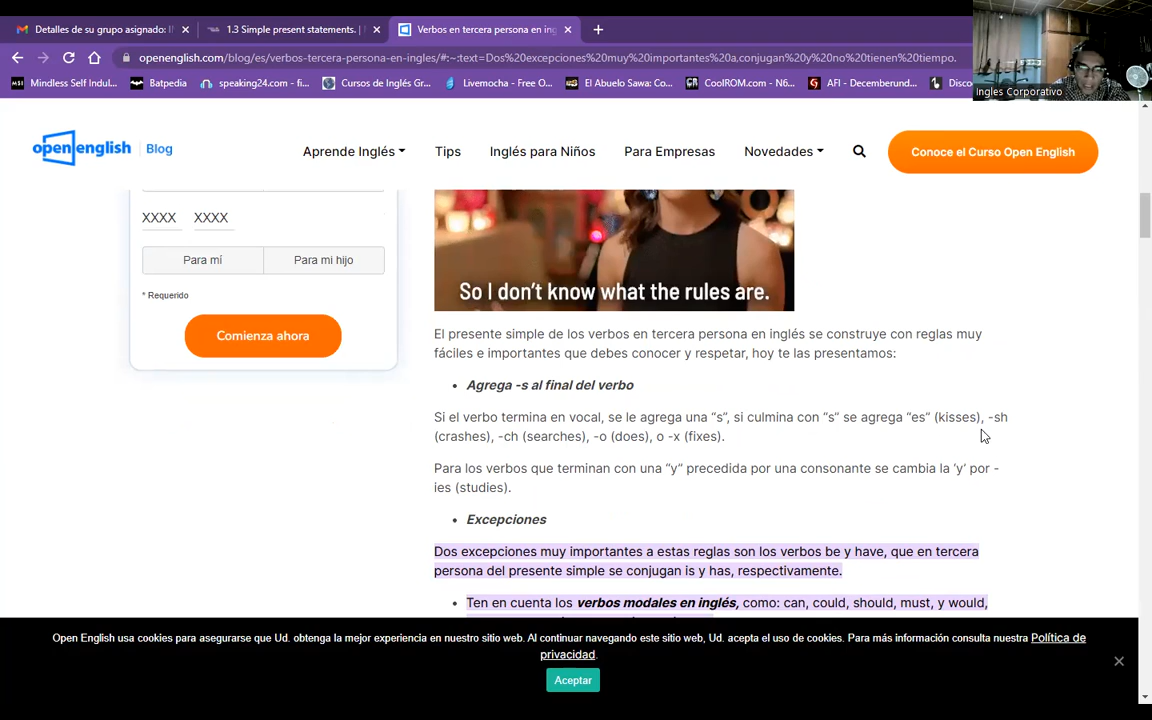 Detalles de su grupo asignado: I
1.3 Simple present statements. |
Verbos en tercera persona en ing
openenglish.com/blog/es/verbos-tercera-persona-en-ingles/#:~:text=Dos%20excepciones%20muy%20importantes%20a,conjugan%20y%20no%20tienen%20tiempo.
Mindless Self Indul...
Batpedia
speaking24.com - fi...
Cursos de Inglés Gr...
Livemocha - Free O...
El Abuelo Sawa: Co...
CoolROM.com - N6...
AFI - Decemberund...
Disco
Ingles Corporativo
open english Blog
Aprende Inglés
Tips
Inglés para Niños
Para Empresas
Novedades
Conoce el Curso Open English
XXXX XXXX
Para mí
Para mi hijo
* Requerido
Comienza ahora
So I don't know what the rules are.
El presente simple de los verbos en tercera persona en inglés se construye con reglas muy
fáciles e importantes que debes conocer y respetar, hoy te las presentamos:
• Agrega -s al final del verbo
Si el verbo termina en vocal, se le agrega una “s”, si culmina con “s” se agrega “es” (kisses), -sh
(crashes), -ch (searches), -o (does), o -x (fixes).
Para los verbos que terminan con una “y” precedida por una consonante se cambia la ‘y’ por -
ies (studies).
• Excepciones
Dos excepciones muy importantes a estas reglas son los verbos be y have, que en tercera
persona del presente simple se conjugan is y has, respectivamente.
• Ten en cuenta los verbos modales en inglés, como: can, could, should, must, y would,
Open English usa cookies para asegurarse que Ud. obtenga la mejor experiencia en nuestro sitio web. Al continuar navegando este sitio web, Ud. acepta el uso de cookies. Para más información consulta nuestra Política de
privacidad.
Aceptar